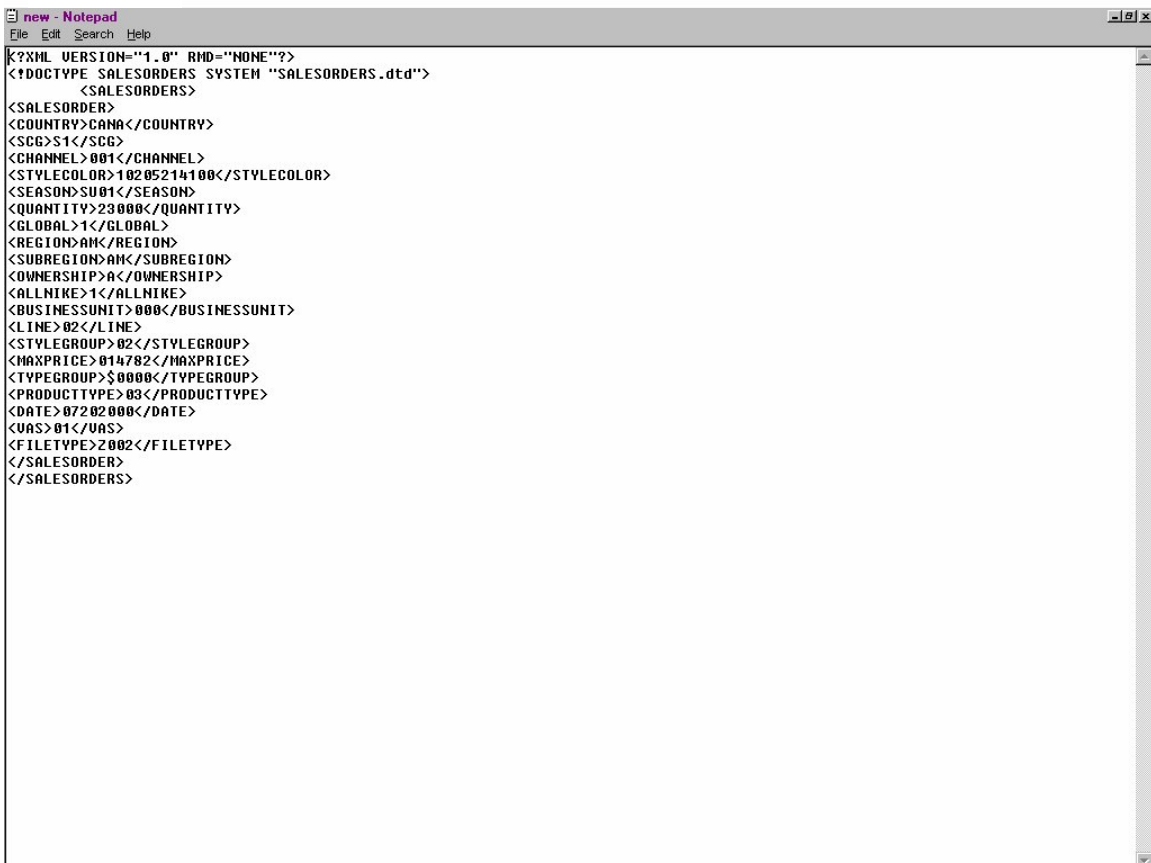 new - Notepad
File Edit Search Help
<?XML VERSION="1.0" RMD="NONE"?>
<!DOCTYPE SALESORDERS SYSTEM "SALESORDERS.dtd">
<SALESORDERS>
<SALESORDER>
<COUNTRY>CANA</COUNTRY>
<SCG>S1</SCG>
<CHANNEL>001</CHANNEL>
<STYLECOLOR>10205214100</STYLECOLOR>
<SEASON>SU01</SEASON>
<QUANTITY>23000</QUANTITY>
<GLOBAL>1</GLOBAL>
<REGION>AM</REGION>
<SUBREGION>AM</SUBREGION>
<OWNERSHIP>A</OWNERSHIP>
<ALLNIKE>1</ALLNIKE>
<BUSINESSUNIT>000</BUSINESSUNIT>
<LINE>02</LINE>
<STYLEGROUP>02</STYLEGROUP>
<MAXPRICE>014782</MAXPRICE>
<TYPEGROUP>$0000</TYPEGROUP>
<PRODUCTTYPE>03</PRODUCTTYPE>
<DATE>07202000</DATE>
<VAS>01</VAS>
<FILETYPE>Z002</FILETYPE>
</SALESORDER>
</SALESORDERS>